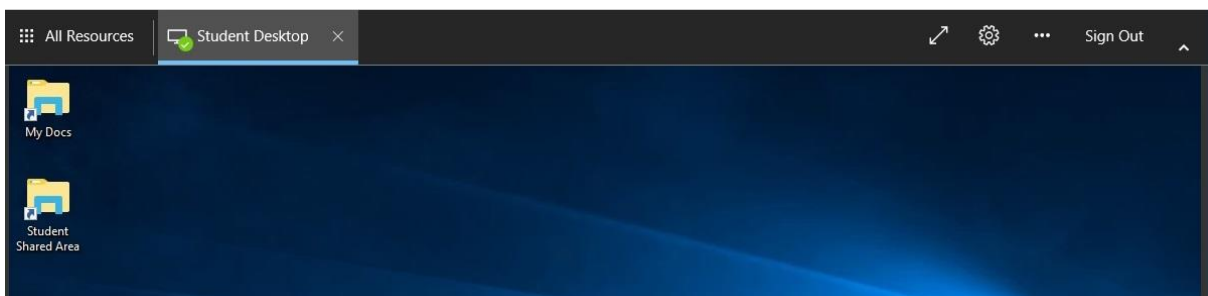 All Resources
Student Desktop
Sign Out
My Docs
Student
Shared Area